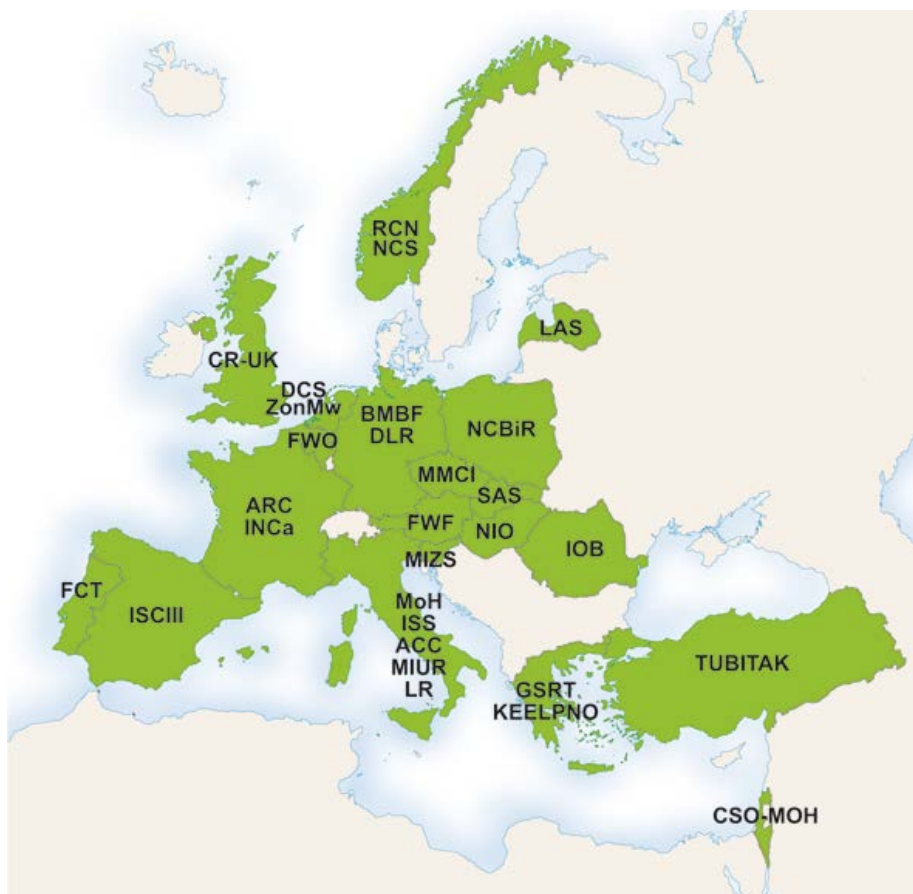 RCN
NCS
LAS
CR-UK
DCS
ZonMw
BMBF
DLR
NCBiR
FWO
MMCI
SAS
ARC
INCa
FWF
NIO
IOB
MIZS
FCT
ISCIII
MoH
ISS
ACC
MIUR
LR
TUBITAK
GSRT
KEELPNO
CSO-MOH